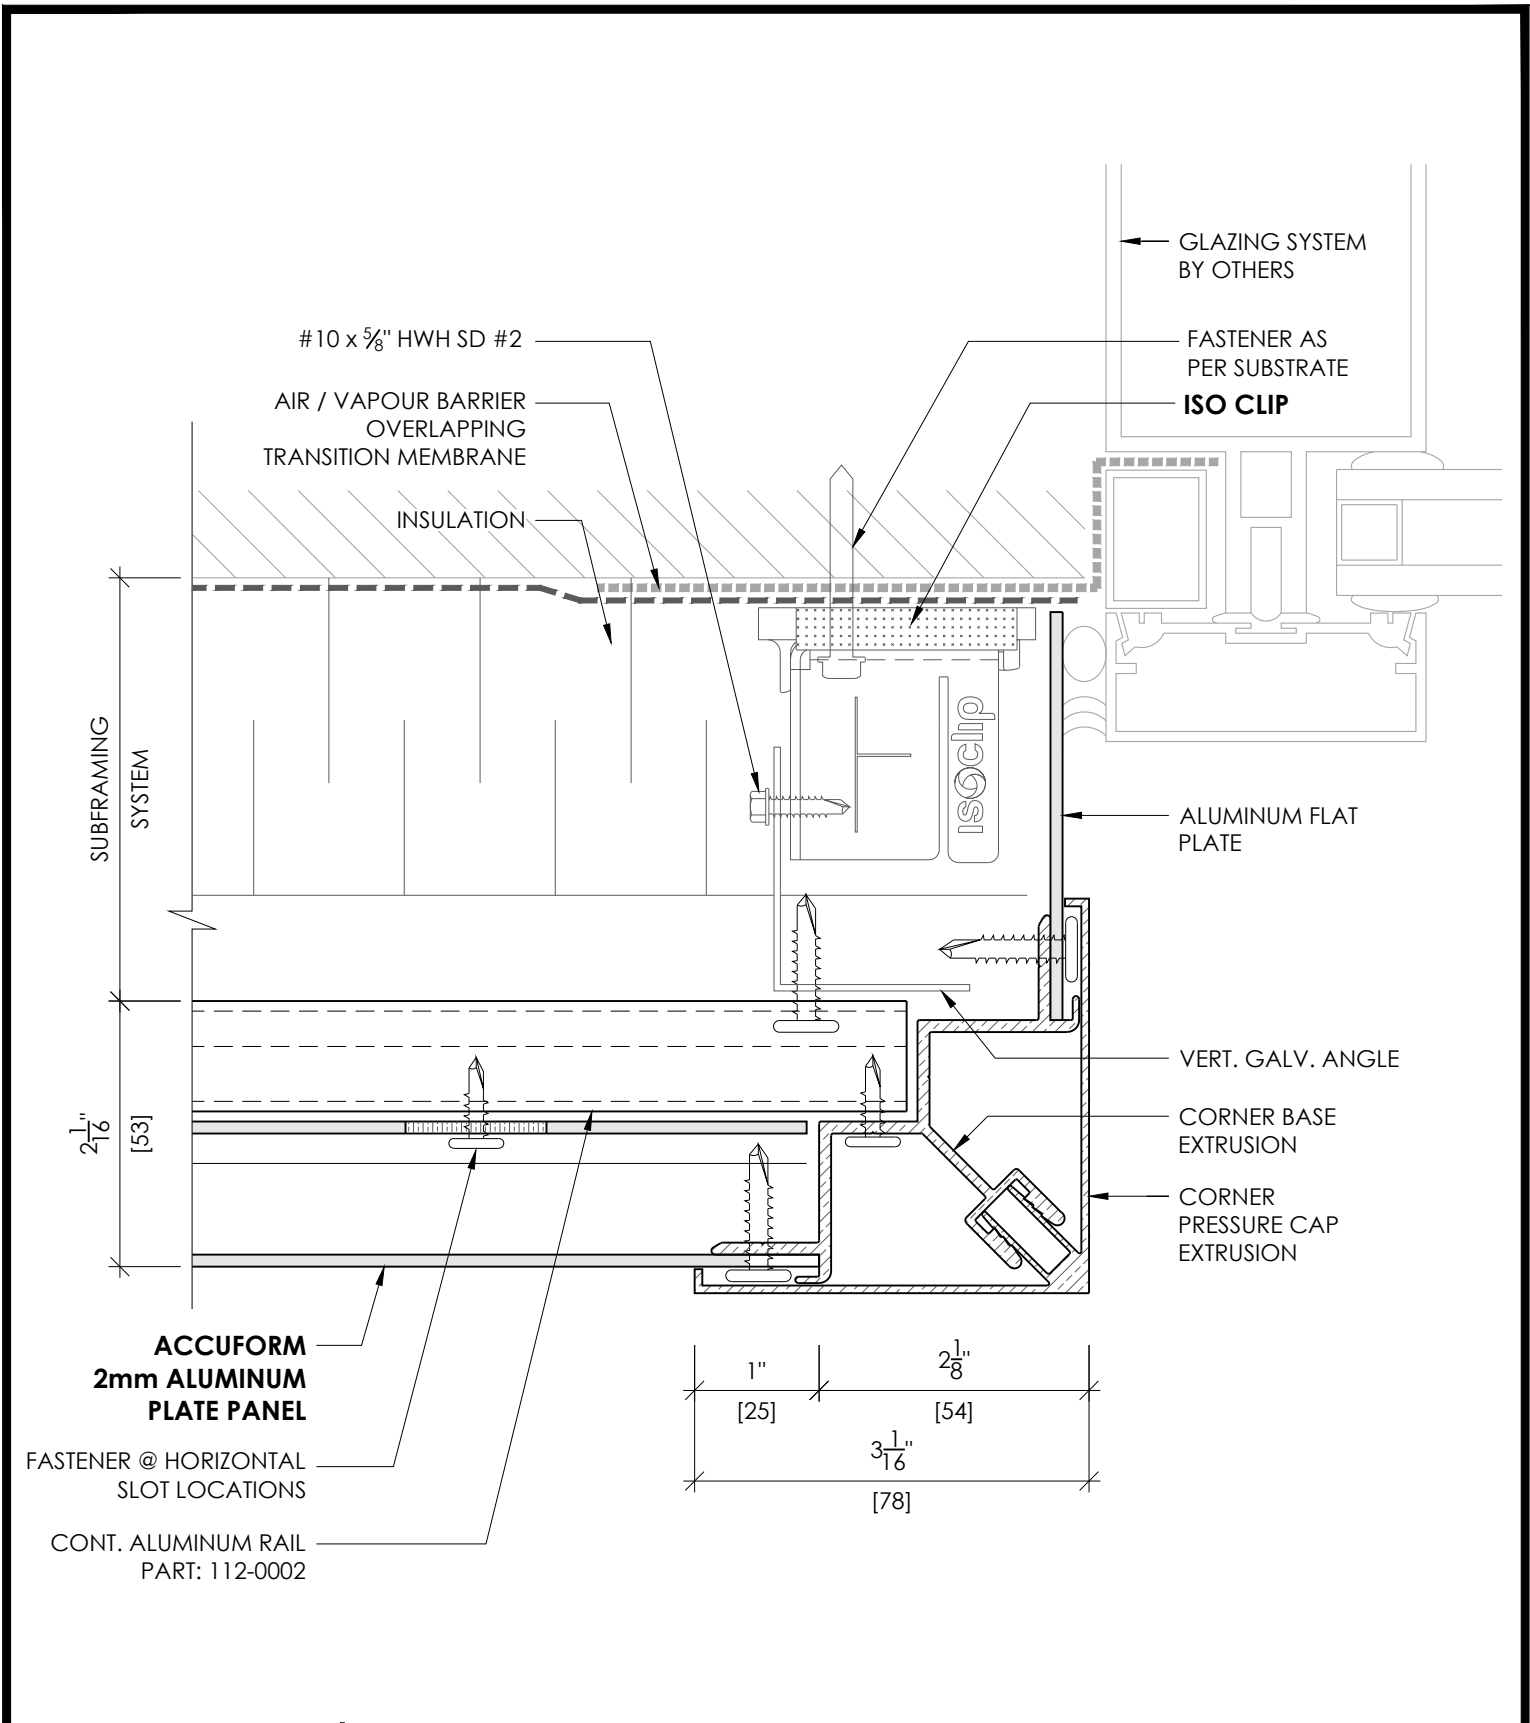 GLAZING SYSTEM
BY OTHERS
#10 x 5⁄8" HWH SD #2
FASTENER AS
PER SUBSTRATE
AIR / VAPOUR BARRIER
OVERLAPPING
TRANSITION MEMBRANE
ISO CLIP
INSULATION
isoclip
SUBFRAMING
SYSTEM
ALUMINUM FLAT
PLATE
VERT. GALV. ANGLE
2 1/16"
[53]
CORNER BASE
EXTRUSION
CORNER
PRESSURE CAP
EXTRUSION
ACCUFORM
2mm ALUMINUM
PLATE PANEL
1"
[25]
2 1/8"
[54]
3 1/16"
[78]
FASTENER @ HORIZONTAL
SLOT LOCATIONS
CONT. ALUMINUM RAIL
PART: 112-0002